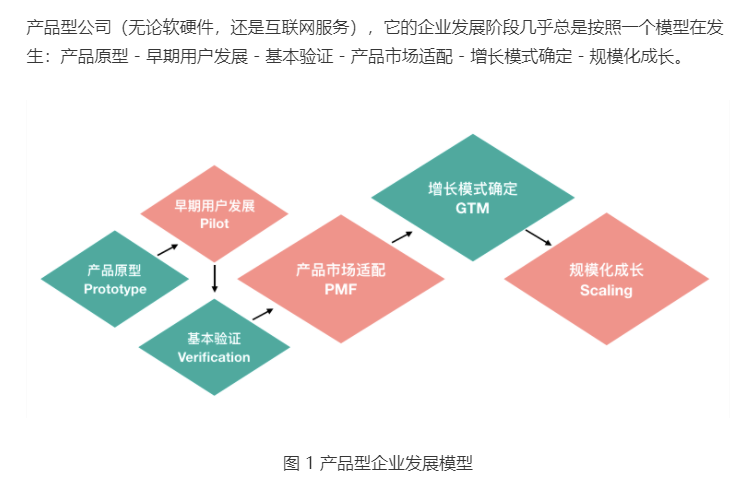 产品型公司（无论软硬件，还是互联网服务），它的企业发展阶段几乎总是按照一个模型在发
生：产品原型 - 早期用户发展 - 基本验证 - 产品市场适配 - 增长模式确定 - 规模化成长。
增长模式确定
GTM
早期用户发展
Pilot
产品原型
Prototype
产品市场适配
PMF
规模化成长
Scaling
基本验证
Verification
图 1 产品型企业发展模型